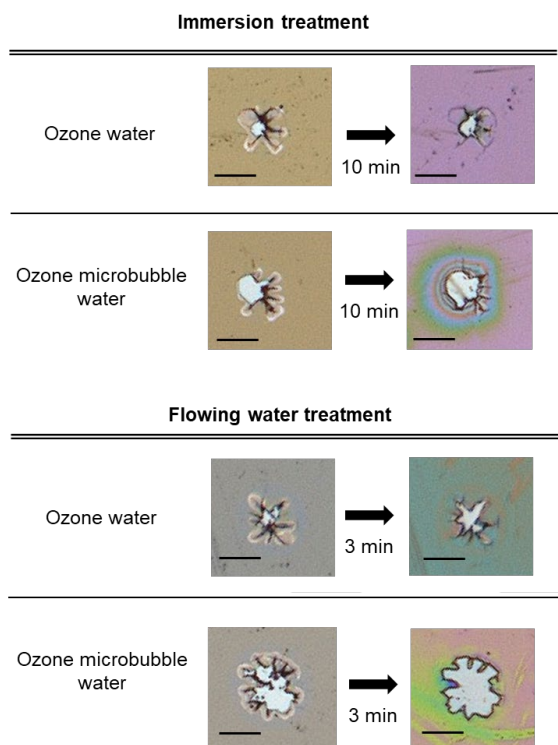 Immersion treatment
Ozone water
10 min
Ozone microbubble
water
10 min
Flowing water treatment
Ozone water
3 min
Ozone microbubble
water
3 min